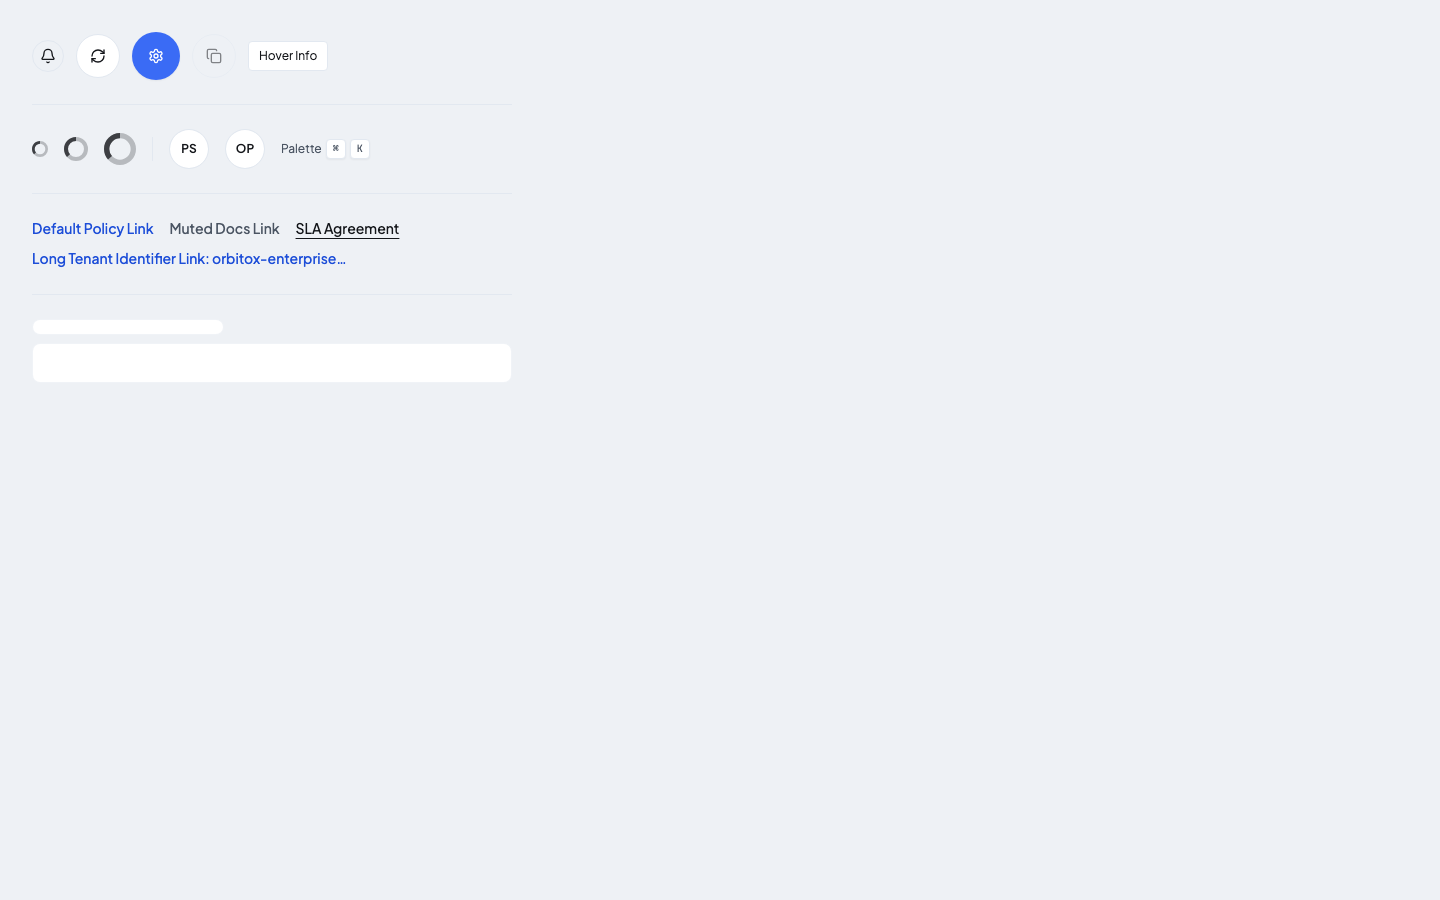 Hover Info
PS OP Palette ⌘ K
Default Policy Link Muted Docs Link SLA Agreement
Long Tenant Identifier Link: orbitox-enterprise…